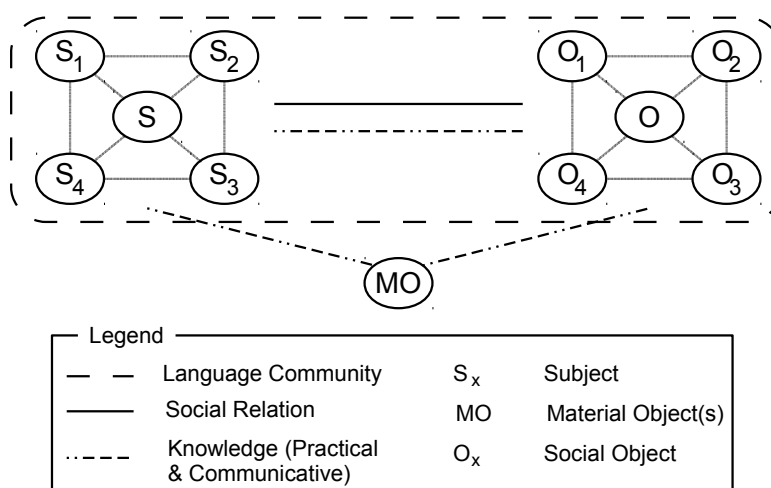 S1 S2 O1 O2
S O
S4 S3 O4 O3
MO
Legend
Language Community Sx Subject
Social Relation MO Material Object(s)
Knowledge (Practical Ox Social Object
& Communicative)